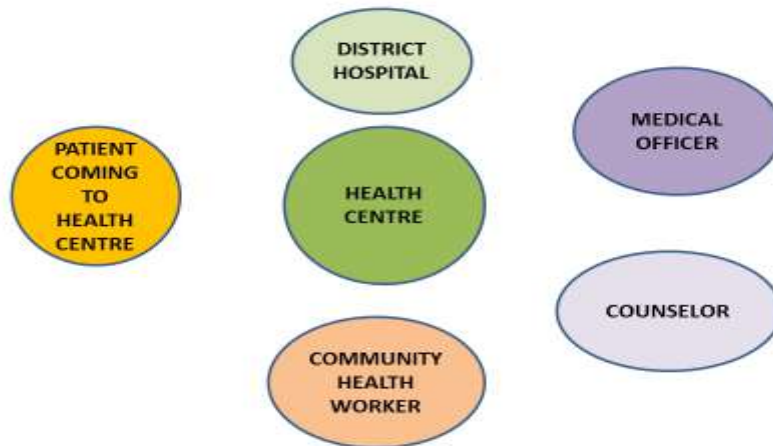 DISTRICT
HOSPITAL
MEDICAL
OFFICER
PATIENT
COMING
TO
HEALTH
CENTRE
HEALTH
CENTRE
COUNSELOR
COMMUNITY
HEALTH
WORKER